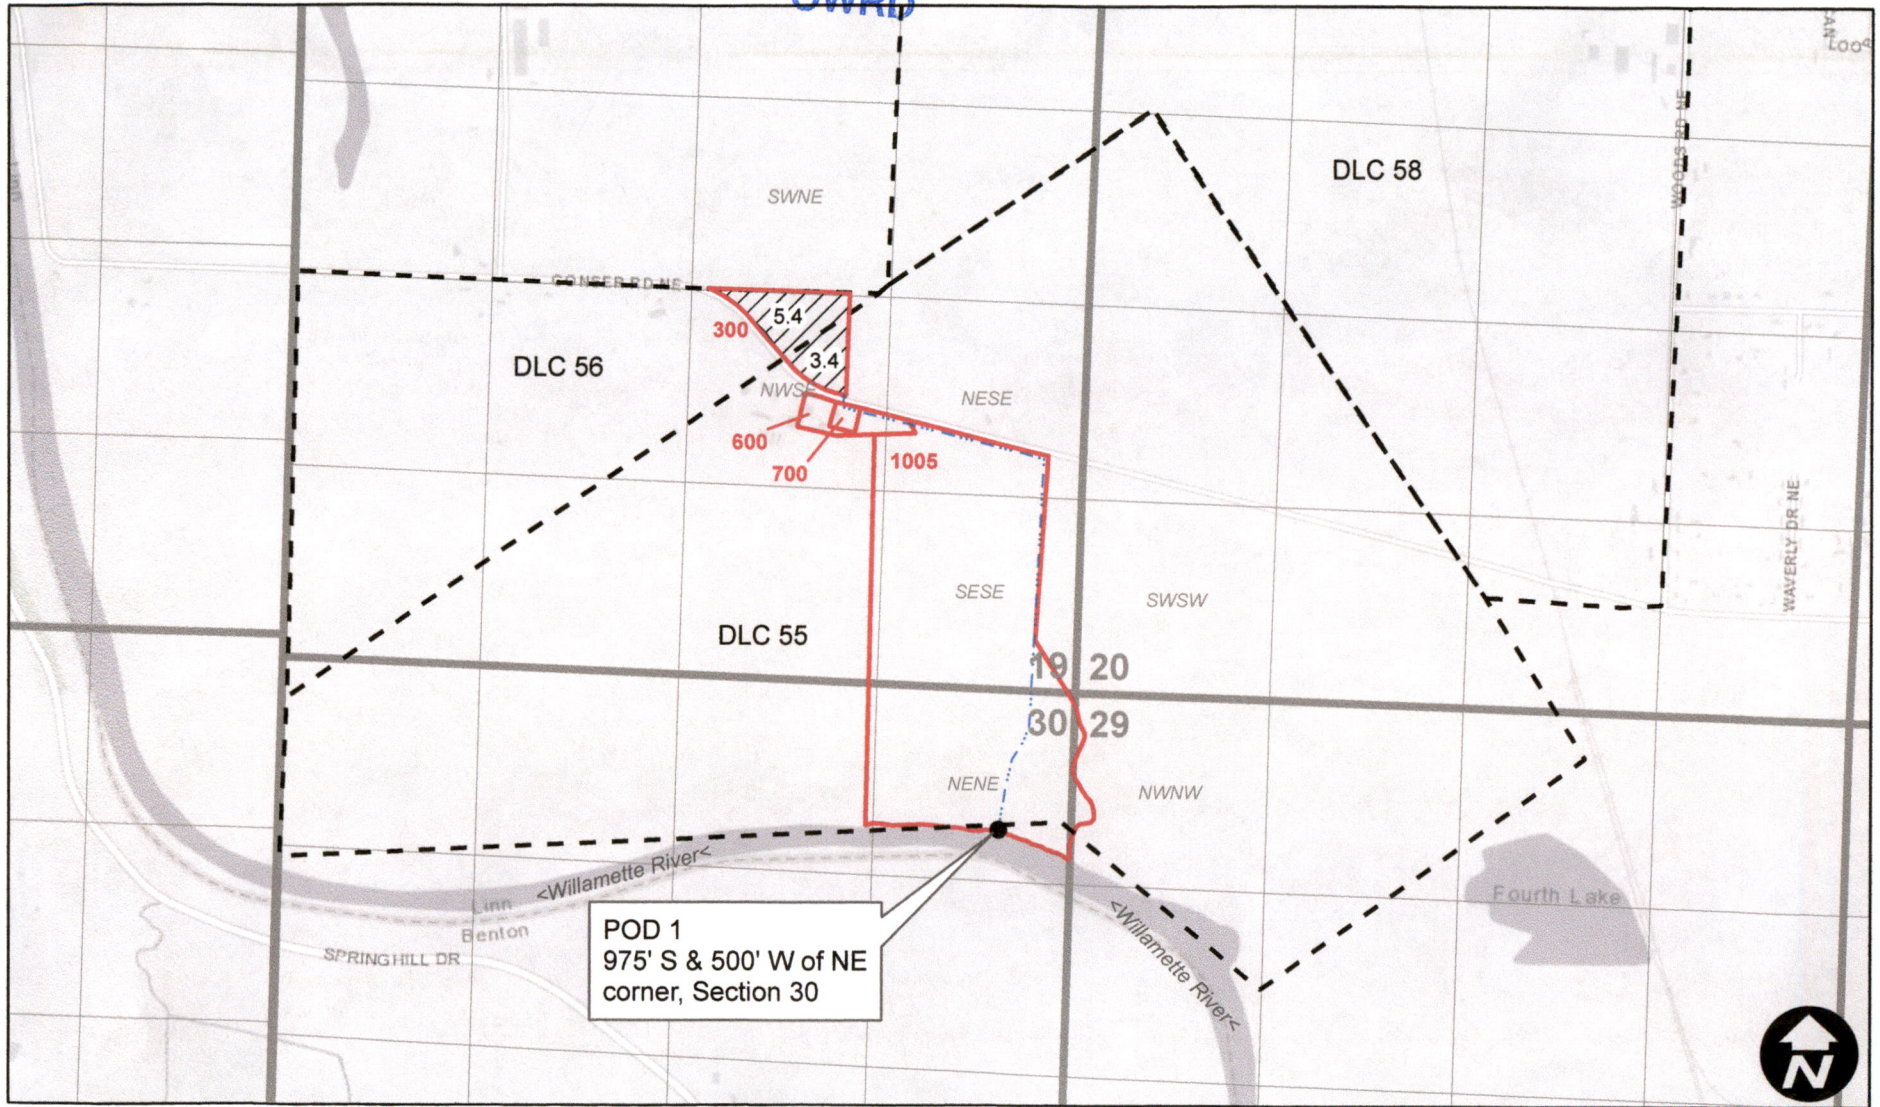 OWRD
LOOA
DLC 58
WOODS RD NE
SWNE
CONSER RD NE
5.4
300
3.4
DLC 56
NWSE
NESE
600
700
1005
WAVERLY DR NE
SESE
SWSW
DLC 55
19 20
30 29
NENE
NWNW
<Willamette River<
Linn
Benton
Fourth Lake
SPRINGHILL DR
<Willamette River<
POD 1
975' S & 500' W of NE
corner, Section 30
N